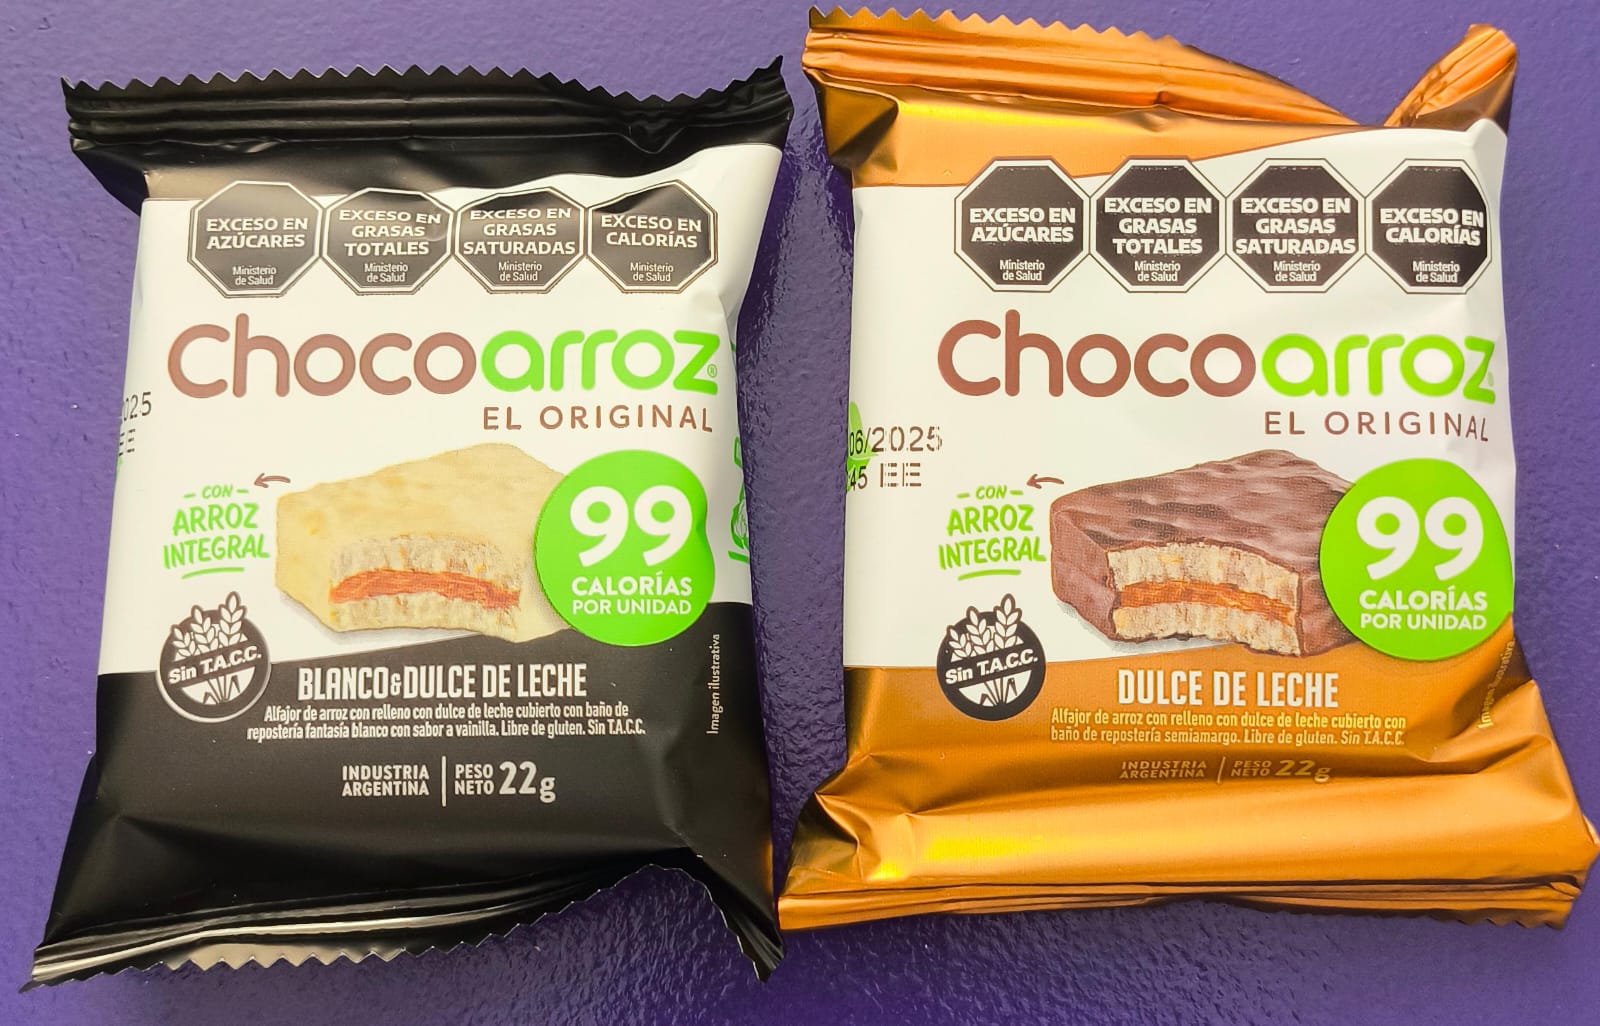 EXCESO EN
AZÚCARES
Ministerio
de Salud
EXCESO EN
GRASAS
TOTALES
Ministerio
de Salud
EXCESO EN
GRASAS
SATURADAS
Ministerio
de Salud
EXCESO EN
CALORÍAS
Ministerio
de Salud
Chocoarroz®
EL ORIGINAL
025
EE
- CON -
ARROZ
INTEGRAL
99
CALORÍAS
POR UNIDAD
Sin T.A.C.C.
BLANCO&DULCE DE LECHE
Alfajor de arroz con relleno con dulce de leche cubierto con baño de
repostería fantasía blanco con sabor a vainilla. Libre de gluten. Sin T.A.C.C.
Imagen ilustrativa
INDUSTRIA
ARGENTINA
PESO
NETO 22g
EXCESO EN
AZÚCARES
Ministerio
de Salud
EXCESO EN
GRASAS
TOTALES
Ministerio
de Salud
EXCESO EN
GRASAS
SATURADAS
Ministerio
de Salud
EXCESO EN
CALORÍAS
Ministerio
de Salud
Chocoarroz
EL ORIGINAL
06/2025
45 EE
- CON -
ARROZ
INTEGRAL
99
CALORÍAS
POR UNIDAD
Sin T.A.C.C.
DULCE DE LECHE
Alfajor de arroz con relleno con dulce de leche cubierto con
baño de repostería semiamargo. Libre de gluten. Sin T.A.C.C.
Imagen ilustrativa
INDUSTRIA
ARGENTINA
PESO
NETO 22g